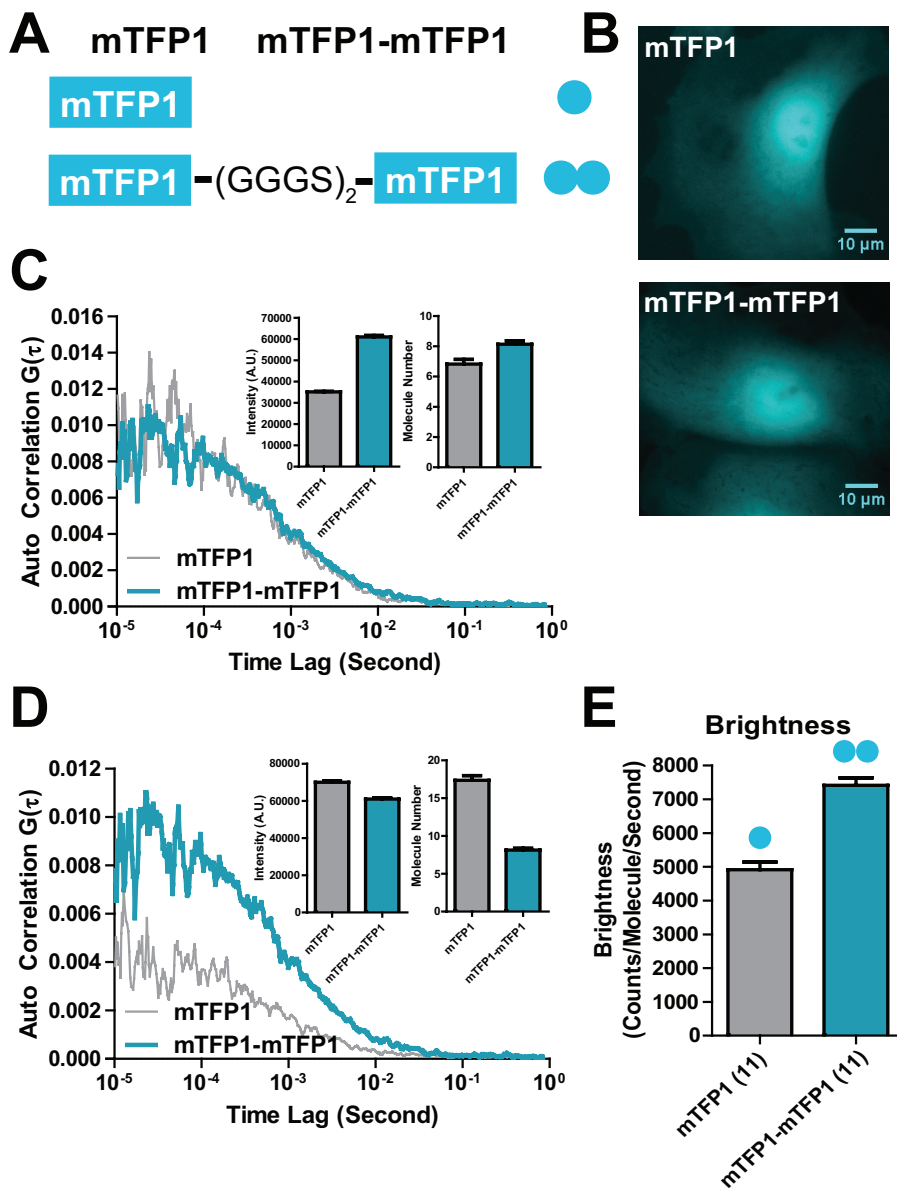 A
mTFP1 mTFP1-mTFP1
mTFP1
mTFP1 (GGGS)2 mTFP1
B
mTFP1
10 µm
mTFP1-mTFP1
10 µm
C
Auto Correlation G(τ)
0.016
0.014
0.012
0.010
0.008
0.006
0.004
0.002
0.000
10-5 10-4 10-3 10-2 10-1 100
Time Lag (Second)
mTFP1
mTFP1-mTFP1
Intensity (A.U.)
70000
60000
50000
40000
30000
20000
10000
0
mTFP1
mTFP1-mTFP1
Molecule Number
10
8
6
4
2
0
mTFP1
mTFP1-mTFP1
D
Auto Correlation G(τ)
0.012
0.010
0.008
0.006
0.004
0.002
0.000
10-5 10-4 10-3 10-2 10-1 100
Time Lag (Second)
mTFP1
mTFP1-mTFP1
Intensity (A.U.)
80000
60000
40000
20000
0
mTFP1
mTFP1-mTFP1
Molecule Number
20
15
10
5
0
mTFP1
mTFP1-mTFP1
E
Brightness
Brightness
(Counts/Molecule/Second)
8000
7000
6000
5000
4000
3000
2000
1000
0
mTFP1 (11)
mTFP1-mTFP1 (11)